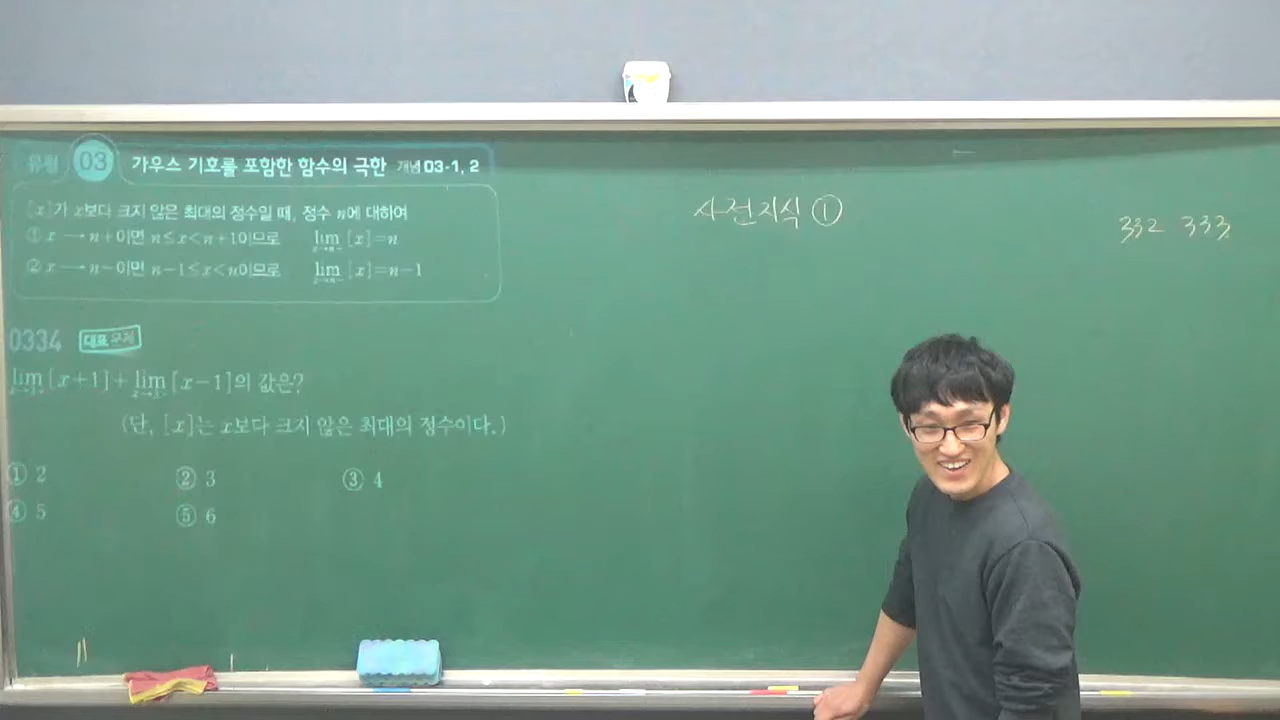 유형 03 가우스 기호를 포함한 함수의 극한 개념 03-1, 2
[x]가 x보다 크지 않은 최대의 정수일 때, 정수 n에 대하여
① x → n+이면 n≤x<n+1이므로 lim [x]=n
② x → n-이면 n-1≤x<n이므로 lim [x]=n-1
0334 대표 문제
lim [x+1]+lim [x-1]의 값은?
(단, [x]는 x보다 크지 않은 최대의 정수이다.)
① 2 ② 3 ③ 4
④ 5 ⑤ 6
사전지식 ①
332 333